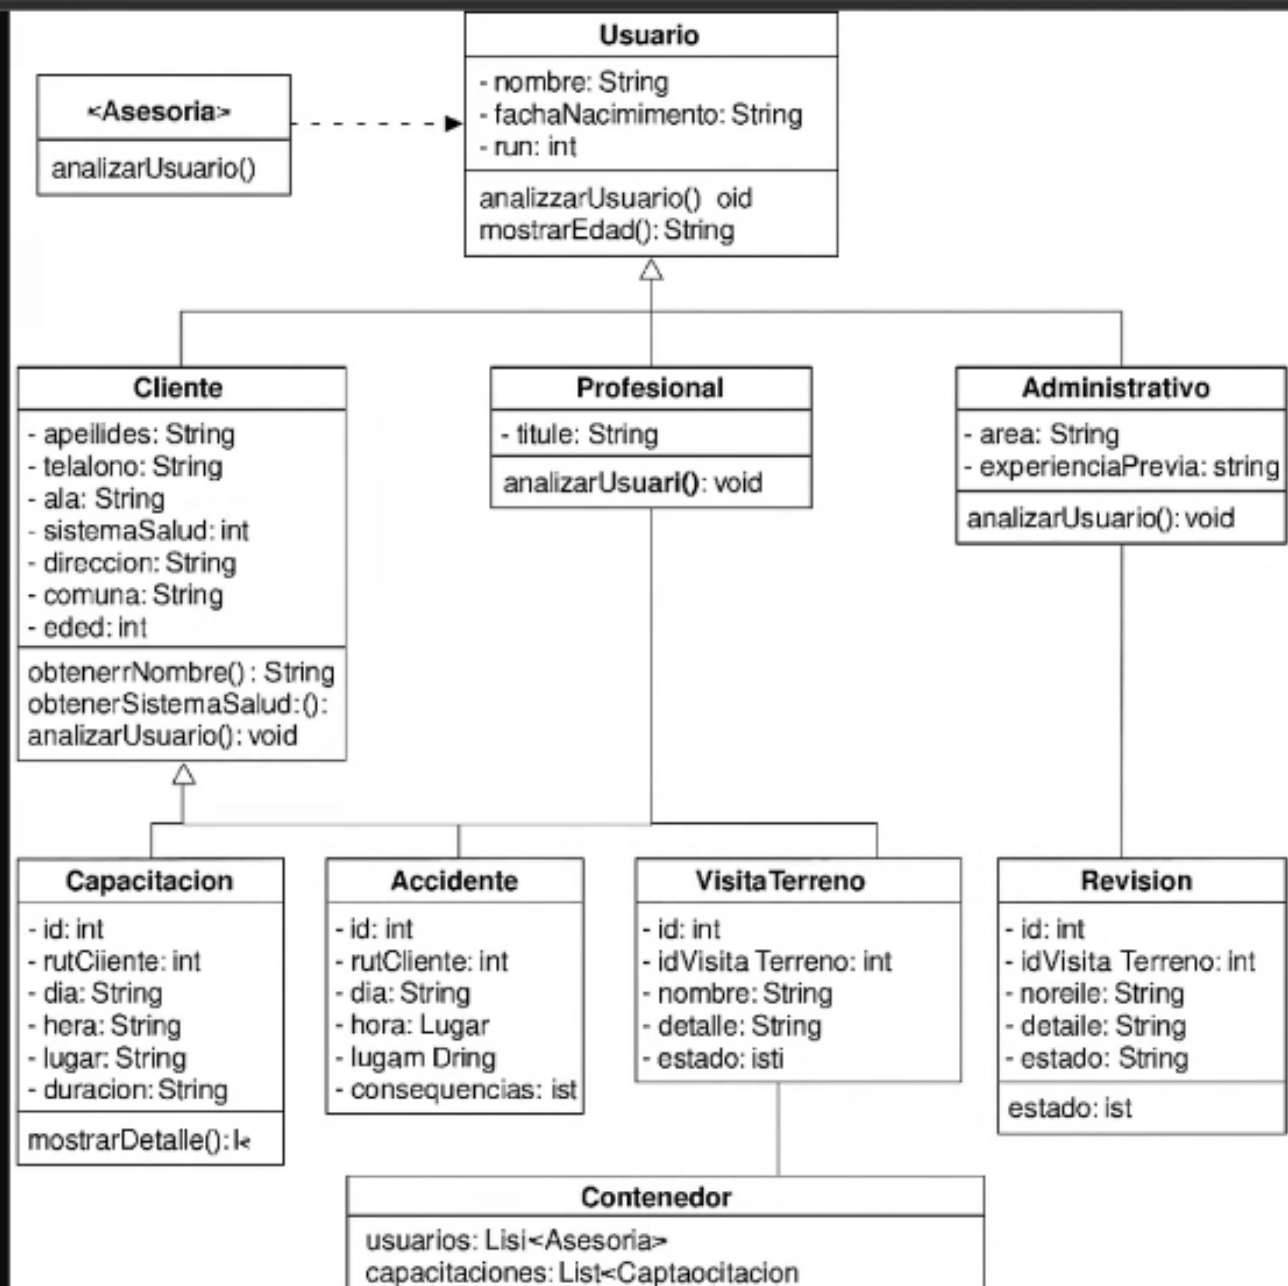 Usuario
- nombre: String
- fachaNacimimento: String
- run: int
analizzarUsuario() oid
mostrarEdad(): String
<Asesoria>
analizarUsuario()
Cliente
- apeilides: String
- telalono: String
- ala: String
- sistemaSalud: int
- direccion: String
- comuna: String
- eded: int
obtenerrNombre() : String
obtenerSistemaSalud:():
analizarUsuario(): void
Profesional
- titule: String
analizarUsuari(): void
Administrativo
- area: String
- experienciaPrevia: string
analizarUsuario(): void
Capacitacion
- id: int
- rutCiiente: int
- dia: String
- hera: String
- lugar: String
- duracion: String
mostrarDetalle():
Accidente
- id: int
- rutCliente: int
- dia: String
- hora: Lugar
- lugam Dring
- consequencias: ist
VisitaTerreno
- id: int
- idVisita Terreno: int
- nombre: String
- detalle: String
- estado: isti
Revision
- id: int
- idVisita Terreno: int
- noreile: String
- detaile: String
- estado: String
estado: ist
Contenedor
usuarios: Lisi<Asesoria>
capacitaciones: List<Captaocitacion